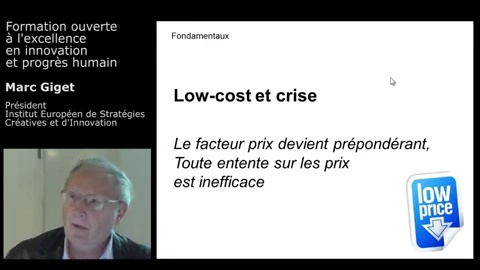 Formation ouverte
à l'excellence
en innovation
et progrès humain
Marc Giget
Président
Institut Européen de Stratégies
Créatives et d'Innovation
Fondamentaux
Low-cost et crise
Le facteur prix devient prépondérant,
Toute entente sur les prix
est inefficace
low
price